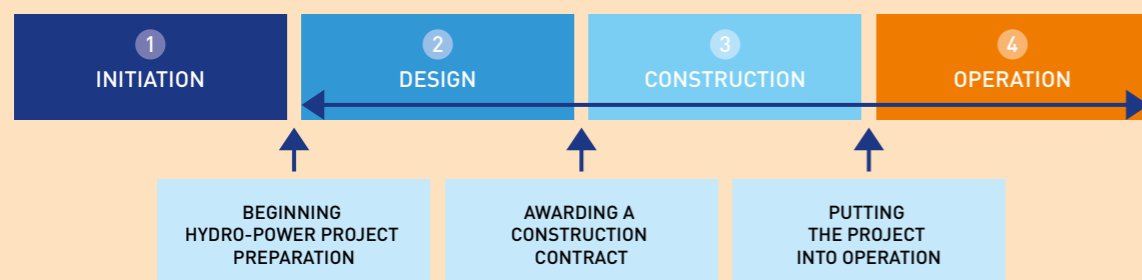 1
INITIATION
2
DESIGN
3
CONSTRUCTION
4
OPERATION
BEGINNING
HYDRO-POWER PROJECT
PREPARATION
AWARDING A
CONSTRUCTION
CONTRACT
PUTTING
THE PROJECT
INTO OPERATION